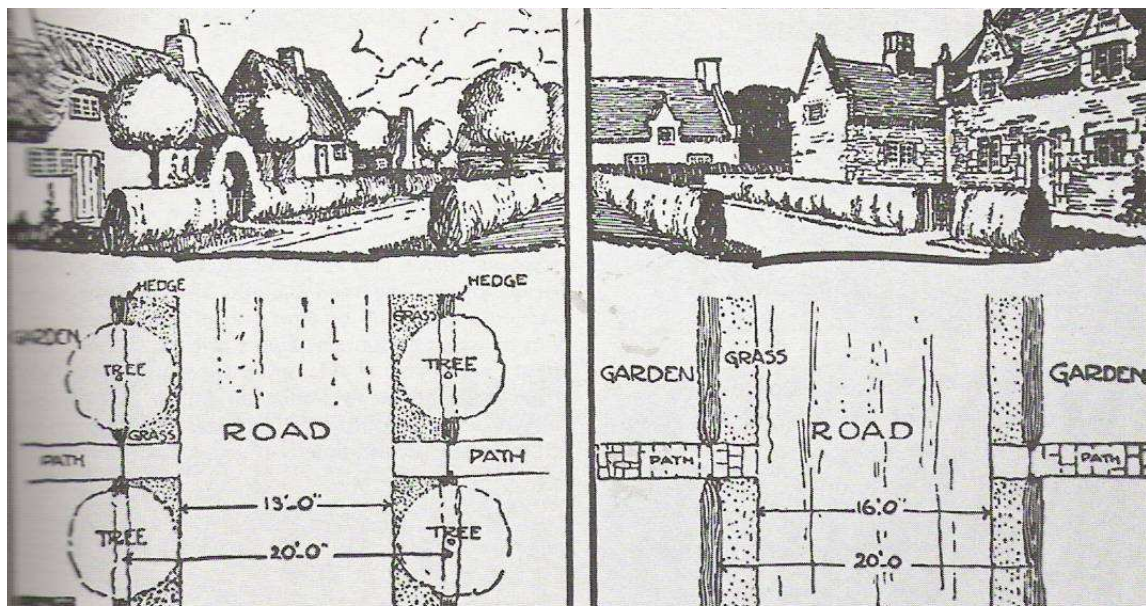 HEDGE
HEDGE
GARDEN
GRASS
TREE
TREE
GRASS
ROAD
PATH
PATH
13'-0"
TREE
TREE
20'-0"
GRASS
GARDEN
GARDEN
ROAD
PATH
PATH
16'.0"
20'.0